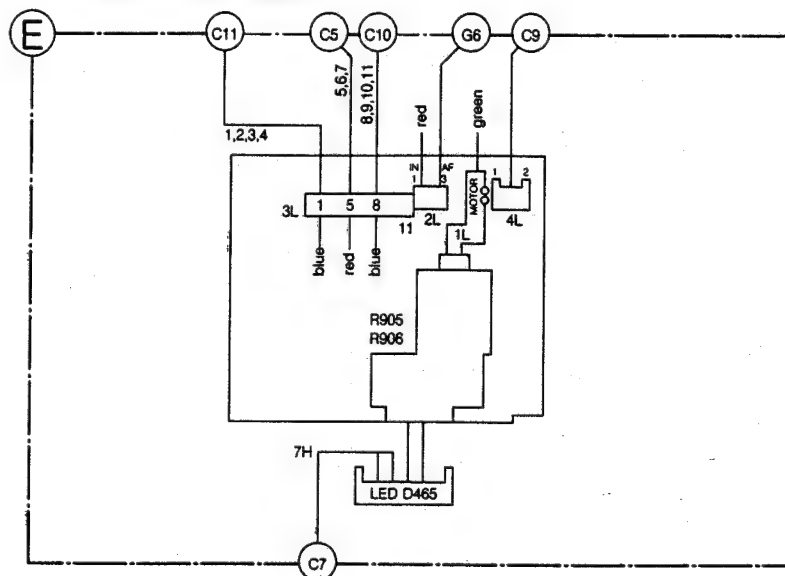 E C11 C5 C10 G6 C9
5,6,7
8,9,10,11
red
green
1,2,3,4
IN AF
1 3
MOTOR
1 2
3L 1 5 8
11 2L 1L 4L
blue
red
blue
R905
R906
7H
LED D465
C7